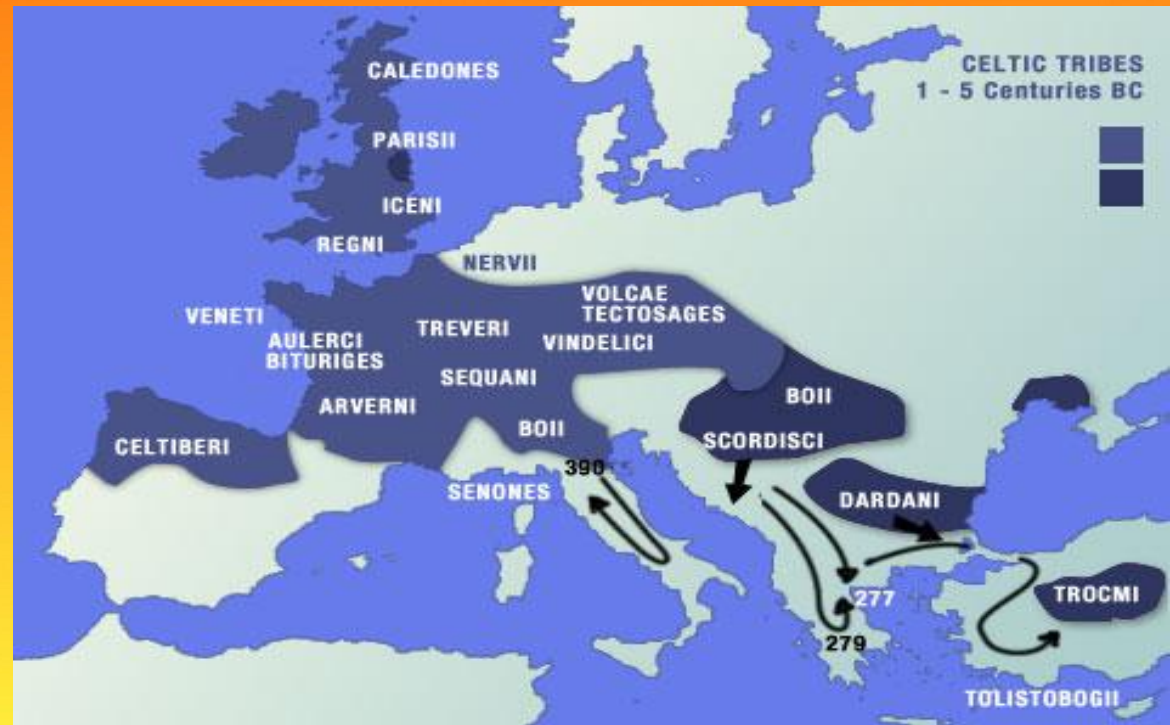 CELTIC TRIBES
1 - 5 Centuries BC
CALEDONES
PARISII
ICENI
REGNI
NERVII
VOLCAE
TECTOSAGES
VENETI
TREVERI
AULERCI
BITURIGES
VINDELICI
SEQUANI
ARVERNI
BOII
BOII
CELTIBERI
SCORDISCI
390
SENONES
DARDANI
277
TROCMI
279
TOLISTOBOGII